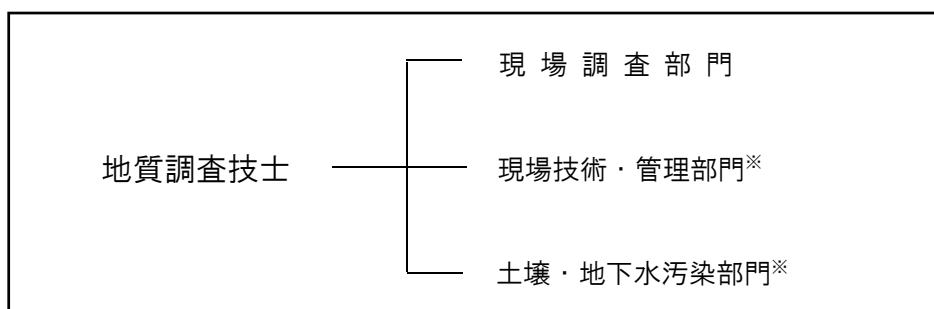 現場調査部門
地質調査技士
現場技術・管理部門※
土壌・地下水汚染部門※